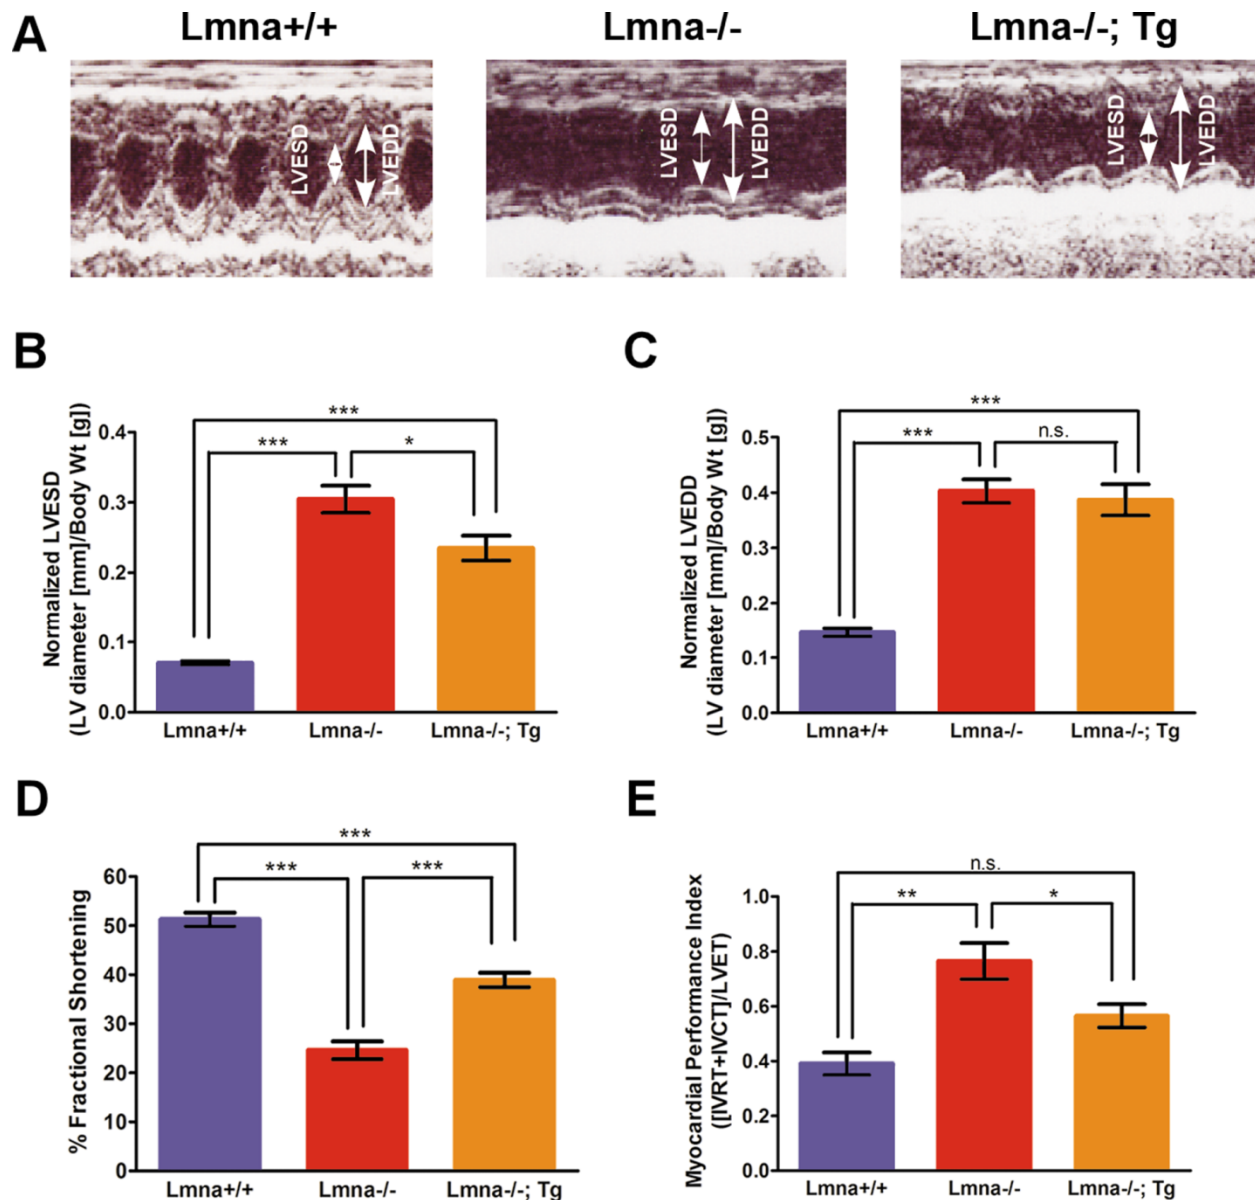 A
Lmna+/+
Lmna-/-
Lmna-/-; Tg
LVESD
LVEDD
LVESD
LVEDD
LVESD
LVEDD
B
Normalized LVESD
(LV diameter [mm]/Body Wt [g])
0.4
0.3
0.2
0.1
0.0
***
***
*
Lmna+/+
Lmna-/-
Lmna-/-; Tg
C
Normalized LVEDD
(LV diameter [mm]/Body Wt [g])
0.5
0.4
0.3
0.2
0.1
0.0
***
***
n.s.
Lmna+/+
Lmna-/-
Lmna-/-; Tg
D
% Fractional Shortening
60
50
40
30
20
10
0
***
***
***
Lmna+/+
Lmna-/-
Lmna-/-; Tg
E
Myocardial Performance Index
([IVRT+IVCT]/LVET)
1.0
0.8
0.6
0.4
0.2
0.0
n.s.
**
*
Lmna+/+
Lmna-/-
Lmna-/-; Tg